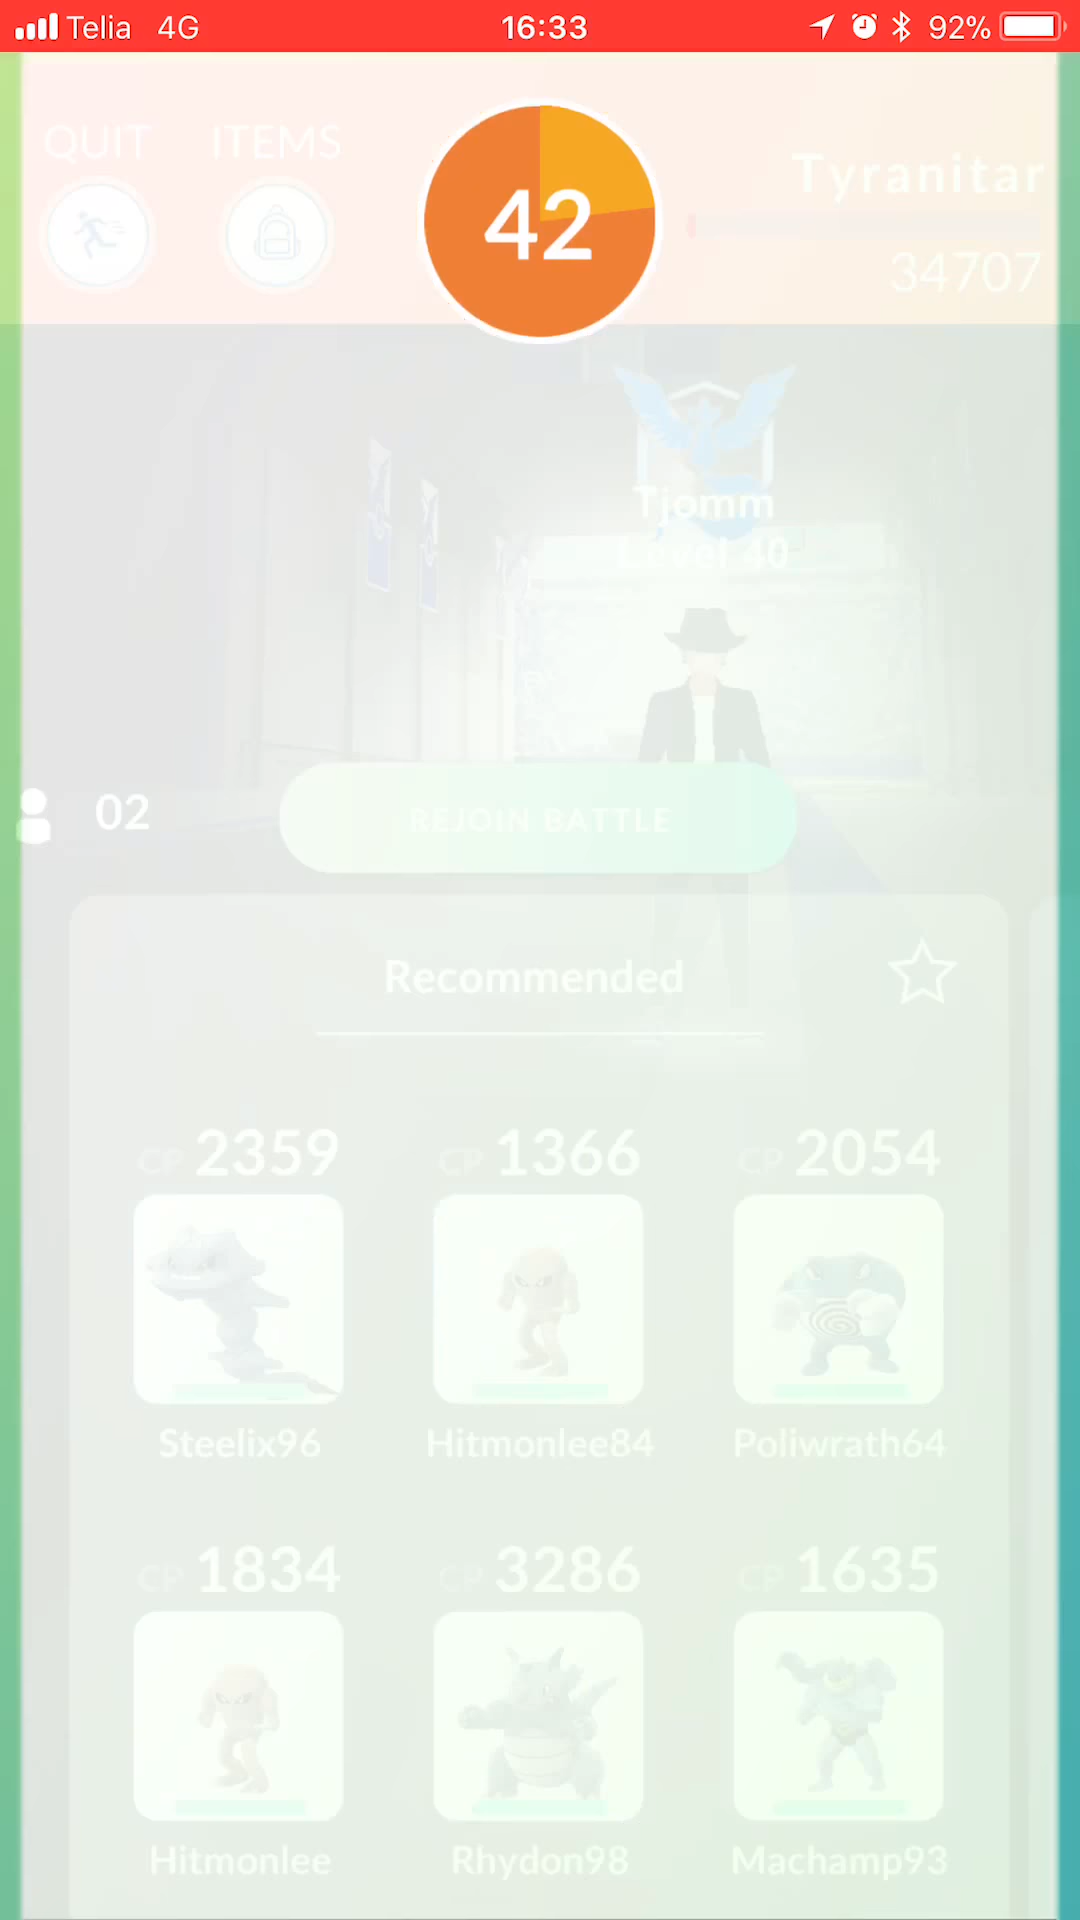 Telia 4G 16:33 92%
QUIT ITEMS
42
Tyranitar
34707
Tjomm
Level 40
02
REJOIN BATTLE
Recommended
CP 2359 CP 1366 CP 2054
Steelix96 Hitmonlee84 Poliwrath64
CP 1834 CP 3286 CP 1635
Hitmonlee Rhydon98 Machamp93